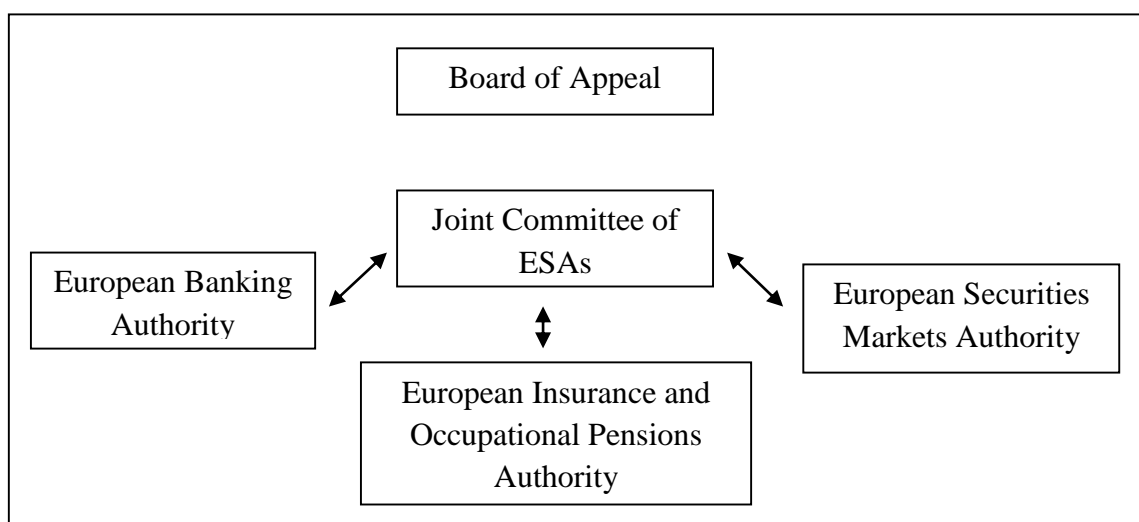 Board of Appeal
Joint Committee of
ESAs
European Banking
Authority
European Securities
Markets Authority
European Insurance and
Occupational Pensions
Authority